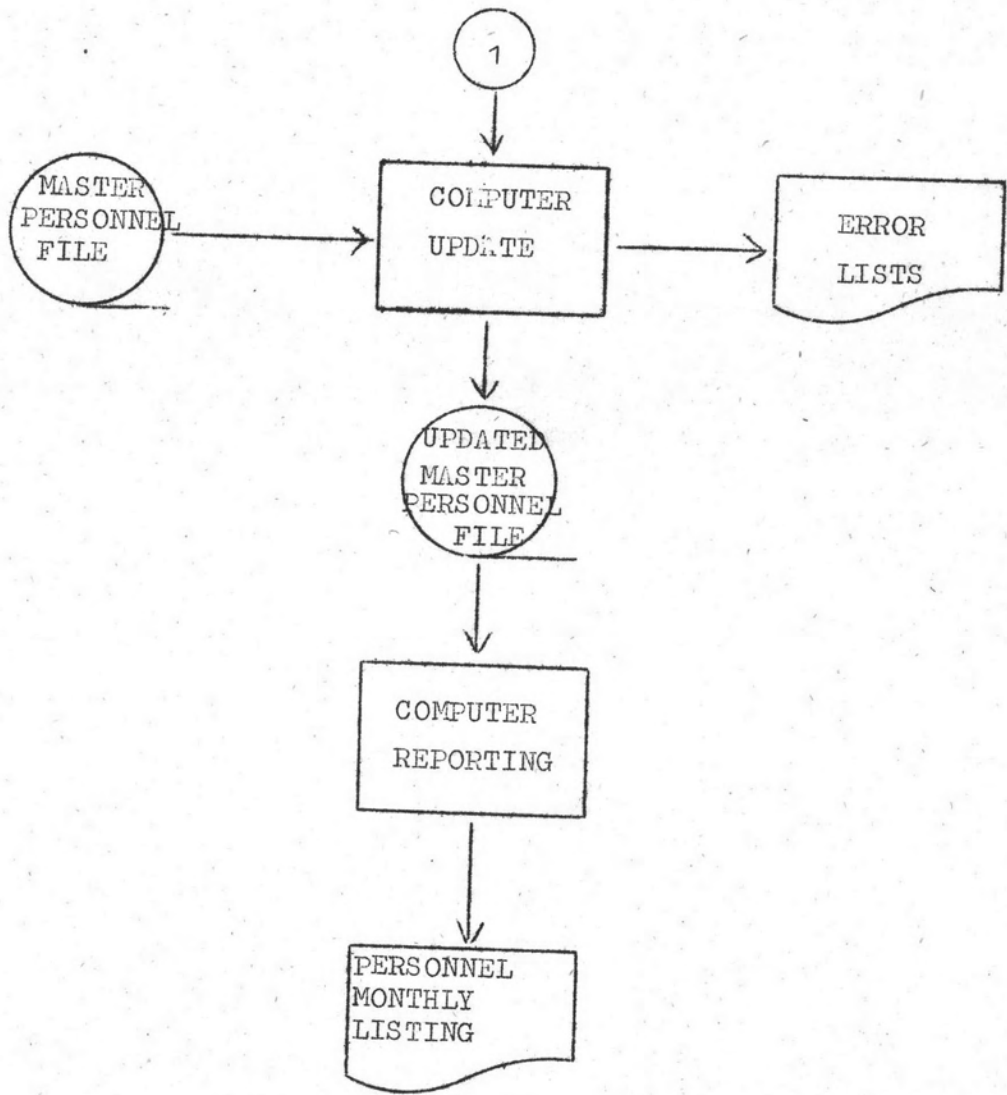 1
MASTER
PERSONNEL
FILE
COMPUTER
UPDATE
ERROR
LISTS
UPDATED
MASTER
PERSONNEL
FILE
COMPUTER
REPORTING
PERSONNEL
MONTHLY
LISTING